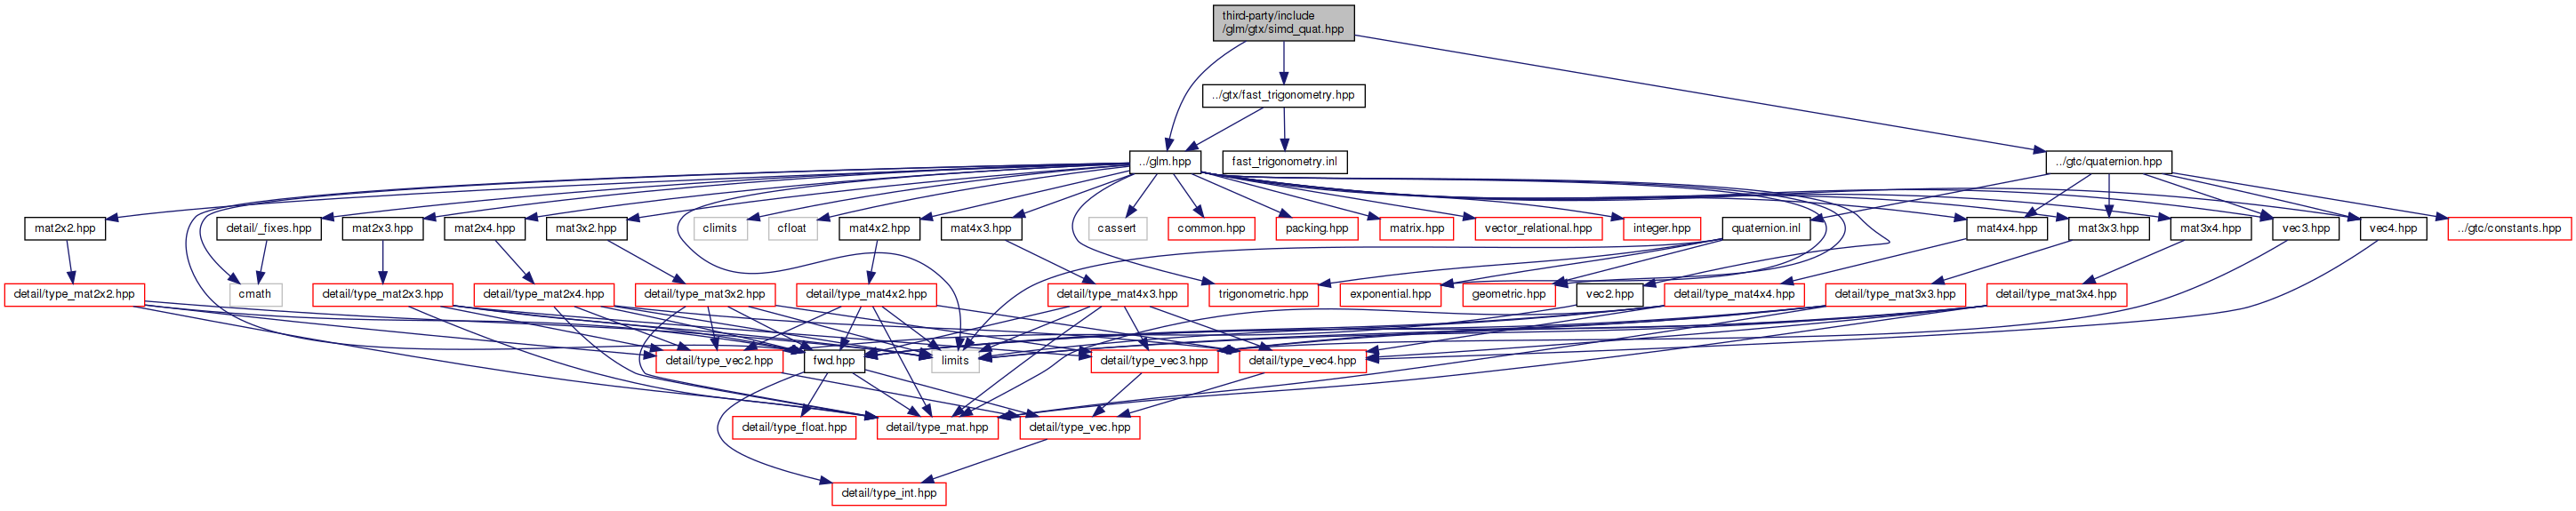 third-party/include
/glm/gtx/simd_quat.hpp
../gtx/fast_trigonometry.hpp
../glm.hpp
fast_trigonometry.inl
../gtc/quaternion.hpp
mat2x2.hpp
detail/_fixes.hpp
mat2x3.hpp
mat2x4.hpp
mat3x2.hpp
climits
cfloat
mat4x2.hpp
mat4x3.hpp
cassert
common.hpp
packing.hpp
matrix.hpp
vector_relational.hpp
integer.hpp
quaternion.inl
mat4x4.hpp
mat3x3.hpp
mat3x4.hpp
vec3.hpp
vec4.hpp
../gtc/constants.hpp
detail/type_mat2x2.hpp
cmath
detail/type_mat2x3.hpp
detail/type_mat2x4.hpp
detail/type_mat3x2.hpp
detail/type_mat4x2.hpp
detail/type_mat4x3.hpp
trigonometric.hpp
exponential.hpp
geometric.hpp
vec2.hpp
detail/type_mat4x4.hpp
detail/type_mat3x3.hpp
detail/type_mat3x4.hpp
detail/type_vec2.hpp
fwd.hpp
limits
detail/type_vec3.hpp
detail/type_vec4.hpp
detail/type_float.hpp
detail/type_mat.hpp
detail/type_vec.hpp
detail/type_int.hpp